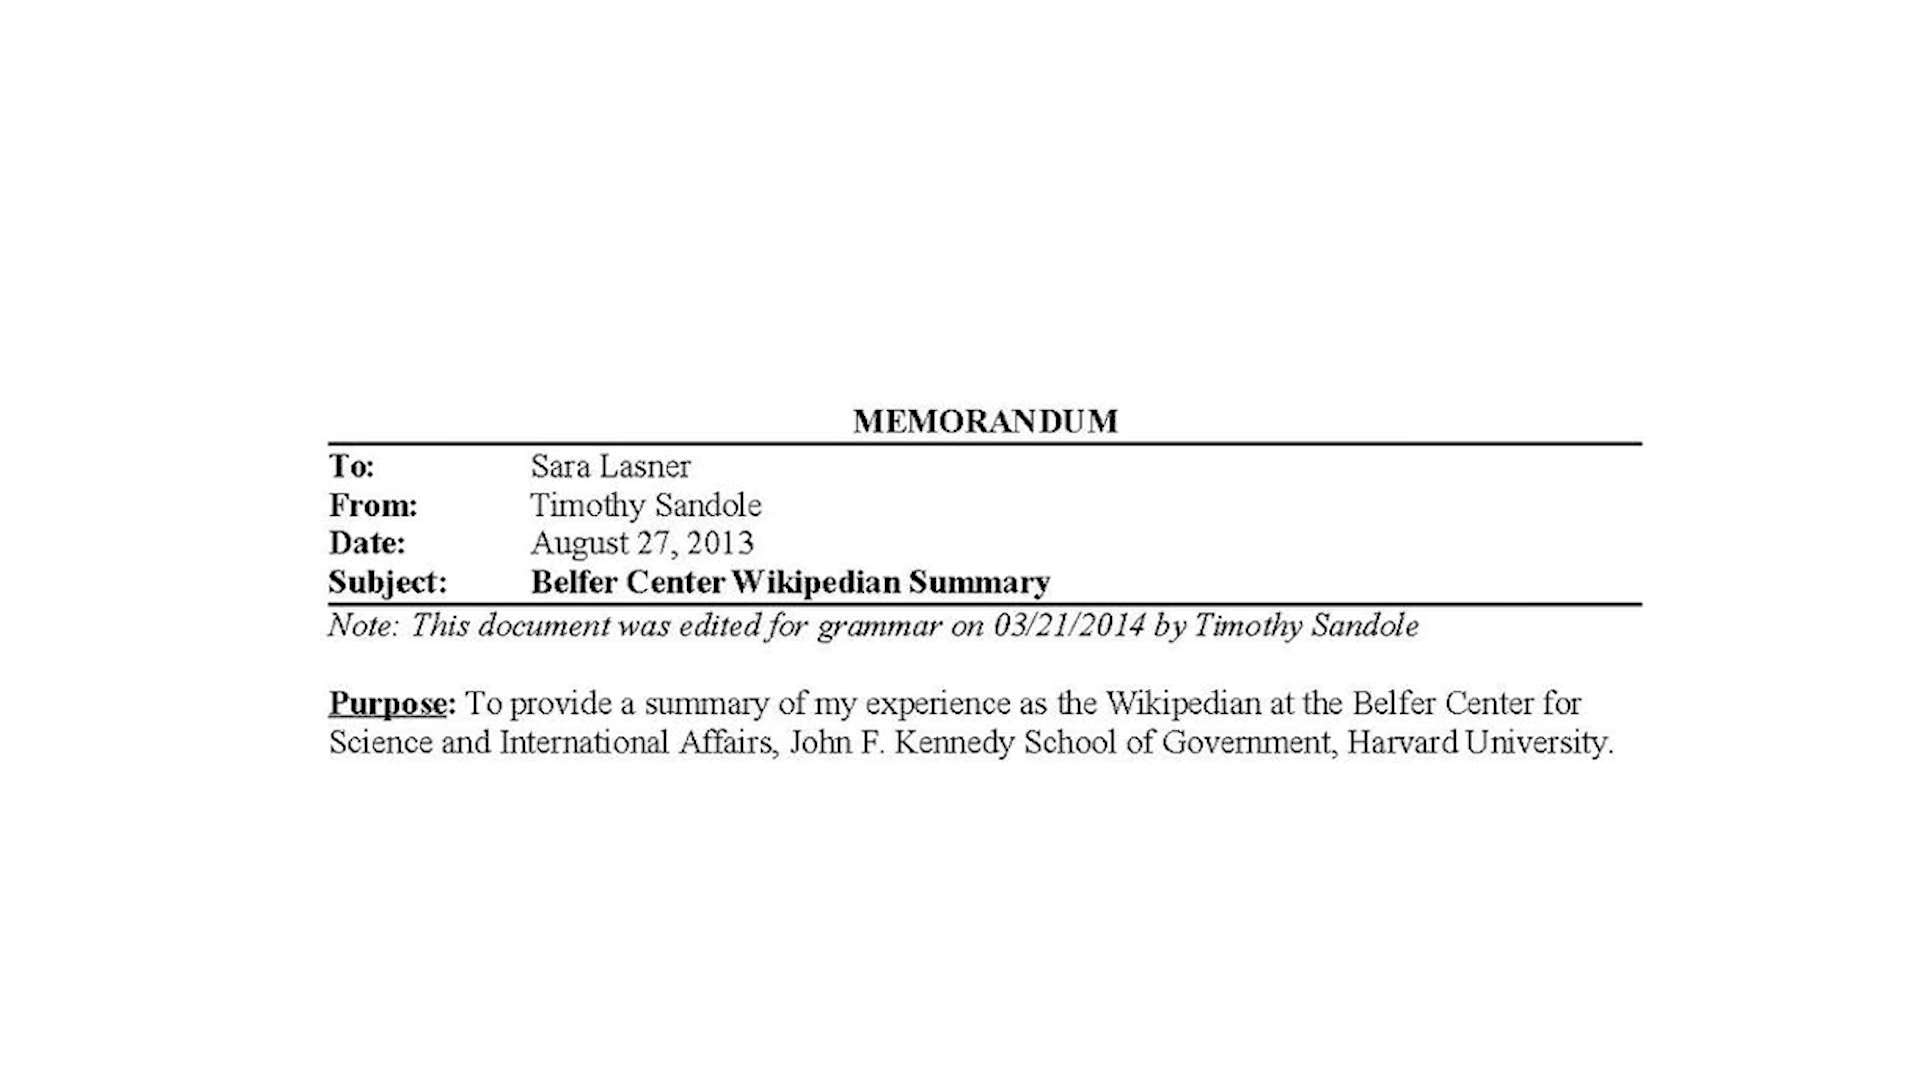 MEMORANDUM
To: Sara Lasner
From: Timothy Sandole
Date: August 27, 2013
Subject: Belfer Center Wikipedian Summary
Note: This document was edited for grammar on 03/21/2014 by Timothy Sandole
Purpose: To provide a summary of my experience as the Wikipedian at the Belfer Center for
Science and International Affairs, John F. Kennedy School of Government, Harvard University.